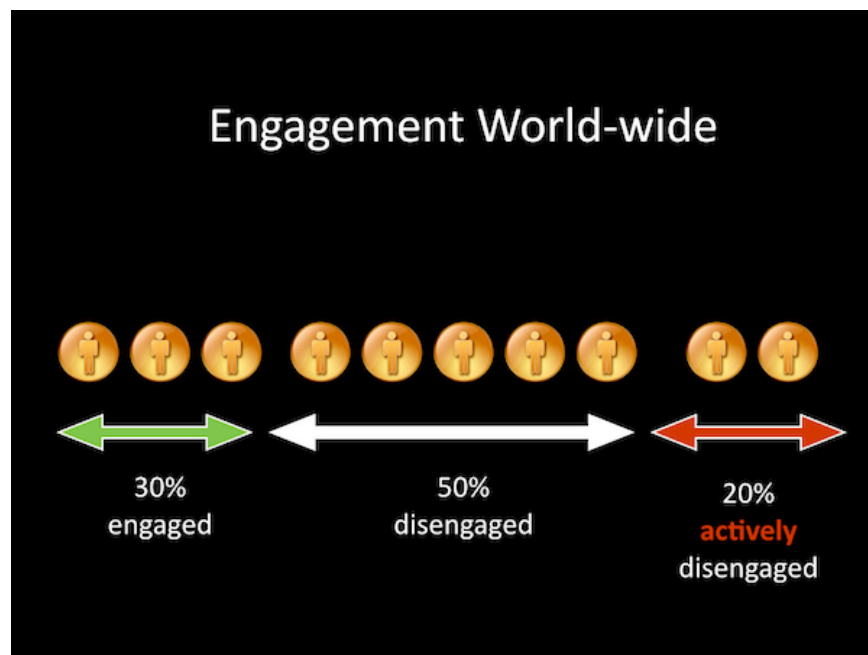 Engagement World-wide
30%
engaged
50%
disengaged
20%
actively
disengaged